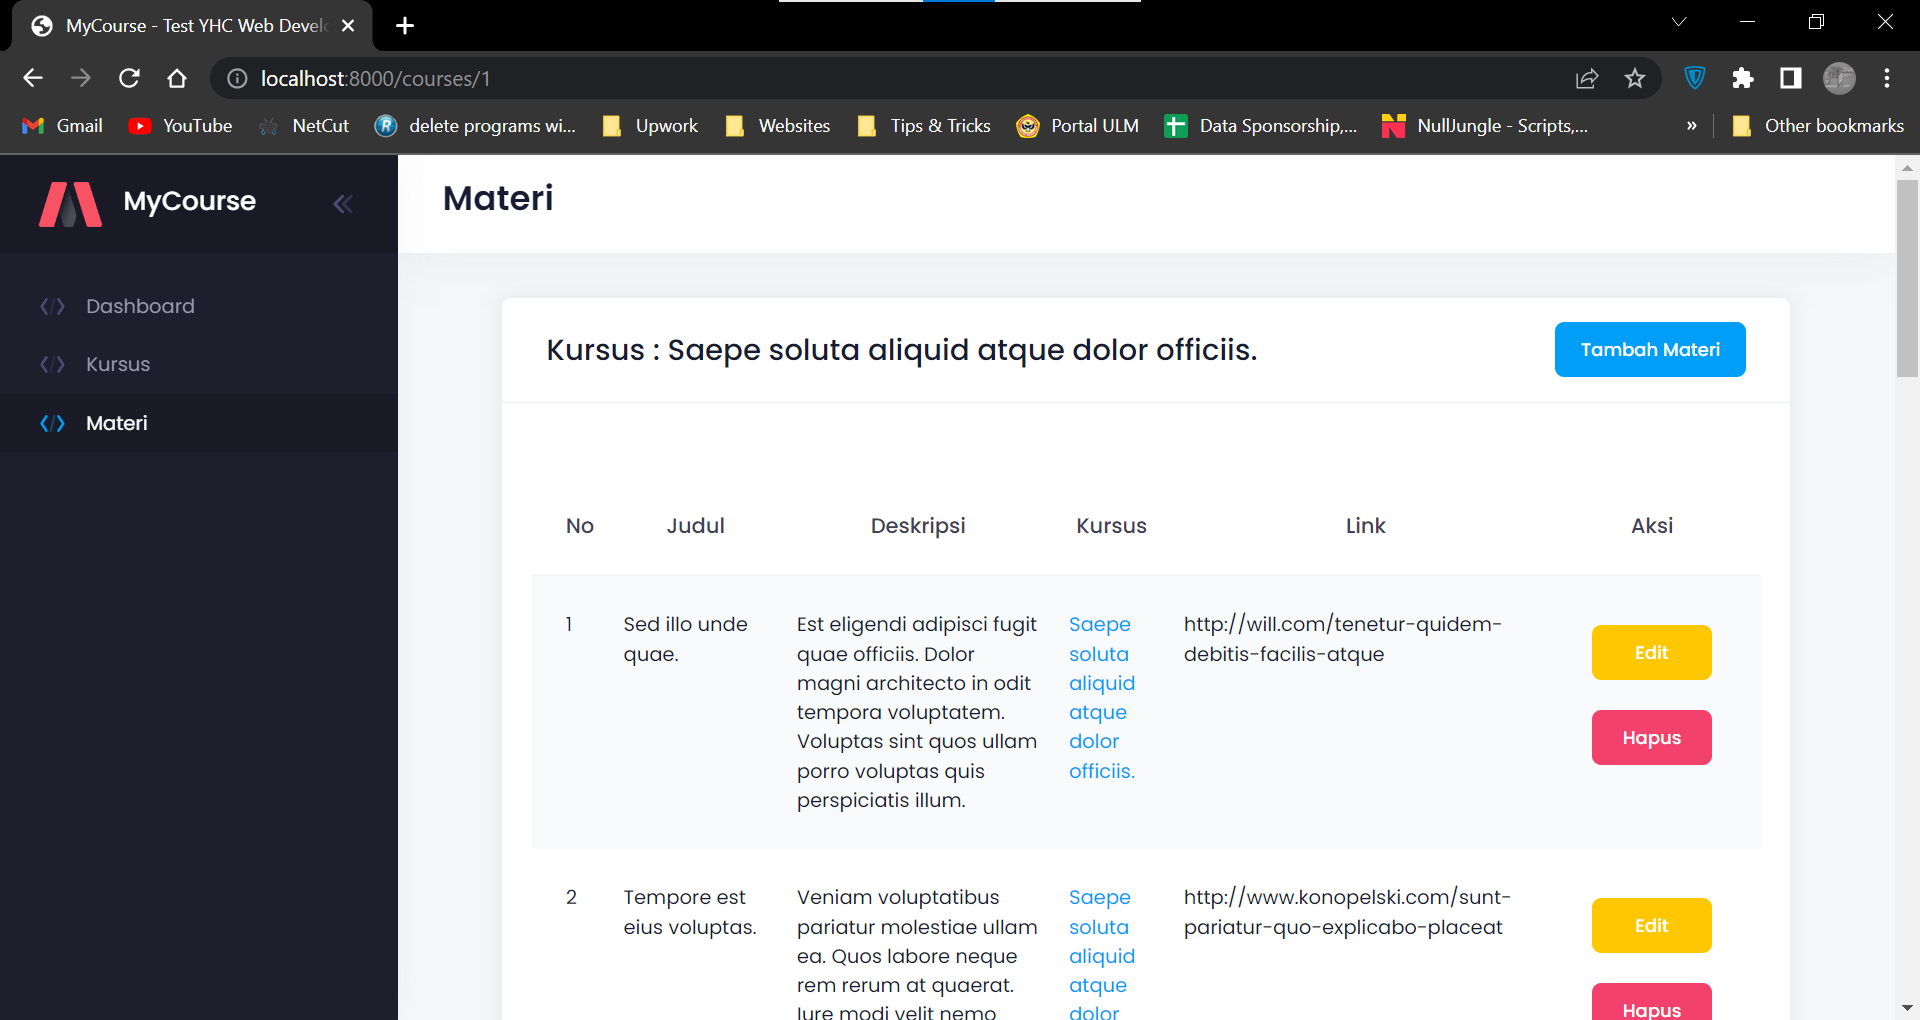 MyCourse - Test YHC Web Devel
localhost:8000/courses/1
Gmail YouTube NetCut delete programs wi... Upwork Websites Tips & Tricks Portal ULM Data Sponsorship,... NullJungle - Scripts,... » Other bookmarks
MyCourse
Materi
Dashboard
Kursus
Materi
Kursus : Saepe soluta aliquid atque dolor officiis.
Tambah Materi
No Judul Deskripsi Kursus Link Aksi
1
Sed illo unde
quae.
Est eligendi adipisci fugit
quae officiis. Dolor
magni architecto in odit
tempora voluptatem.
Voluptas sint quos ullam
porro voluptas quis
perspiciatis illum.
Saepe
soluta
aliquid
atque
dolor
officiis.
http://will.com/tenetur-quidem-
debitis-facilis-atque
Edit
Hapus
2
Tempore est
eius voluptas.
Veniam voluptatibus
pariatur molestiae ullam
ea. Quos labore neque
rem rerum at quaerat.
Iure modi velit nemo
Saepe
soluta
aliquid
atque
dolor
http://www.konopelski.com/sunt-
pariatur-quo-explicabo-placeat
Edit
Hapus